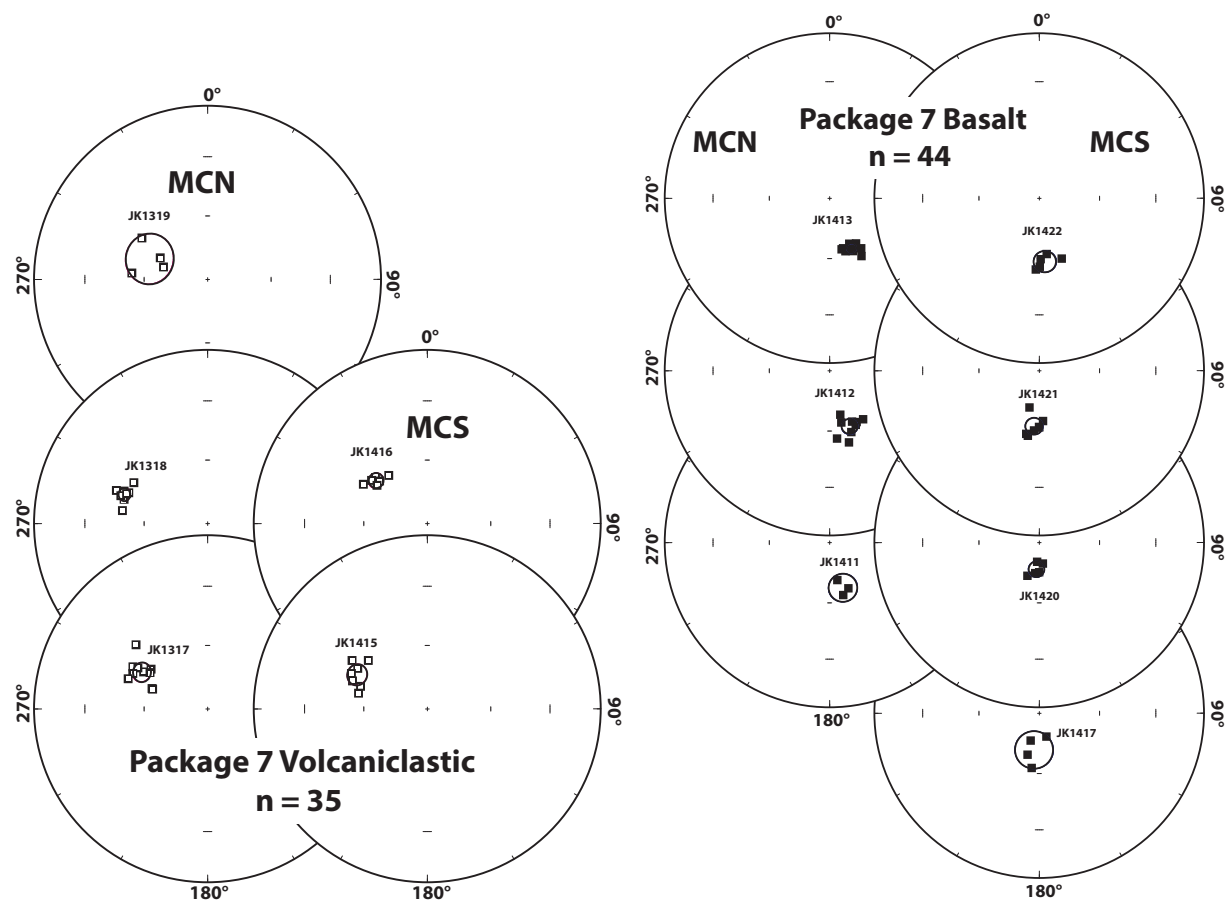 0°
MCN
JK1319
270°
90°
0°
JK1318
MCS
JK1416
270°
90°
JK1317
JK1415
270°
90°
Package 7 Volcaniclastic
n = 35
180°
180°
0°
0°
Package 7 Basalt
n = 44
MCN
MCS
270°
90°
JK1413
JK1422
270°
90°
JK1412
JK1421
270°
90°
JK1411
JK1420
180°
90°
JK1417
180°